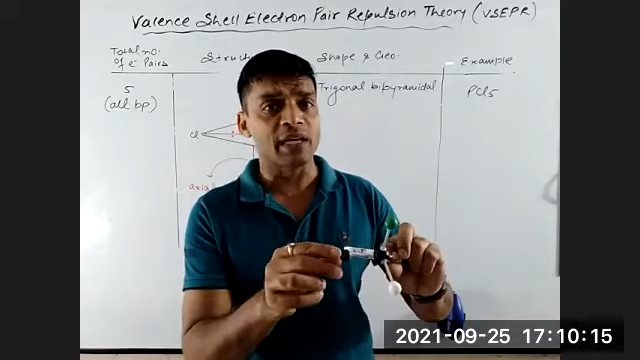 Valence Shell Electron Pair Repulsion Theory (VSEPR)
Total no. of e⁻ Pairs Shape & Geo. Example
5 Trigonal bipyramidal PCl5
(all bp)
Cl
2021-09-25 17:10:15